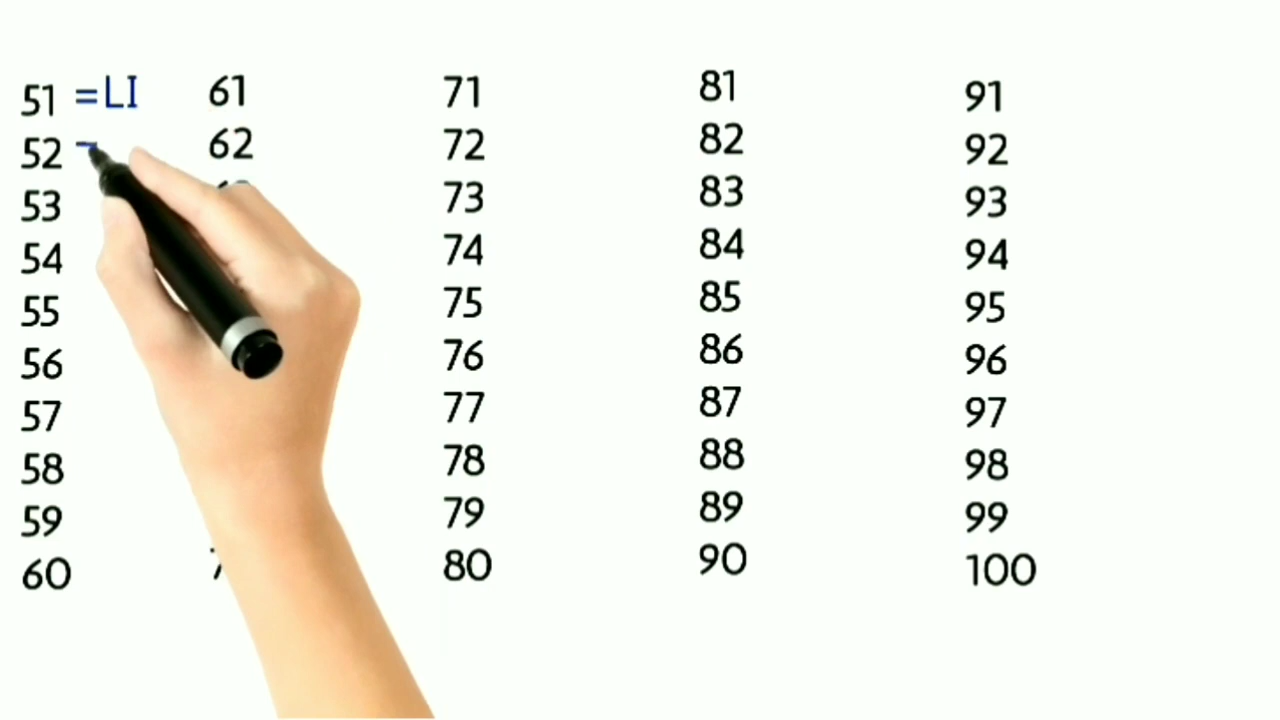 51 =LI 61 71 81 91
52 62 72 82 92
53 73 83 93
54 74 84 94
55 75 85 95
56 76 86 96
57 77 87 97
58 78 88 98
59 79 89 99
60 80 90 100